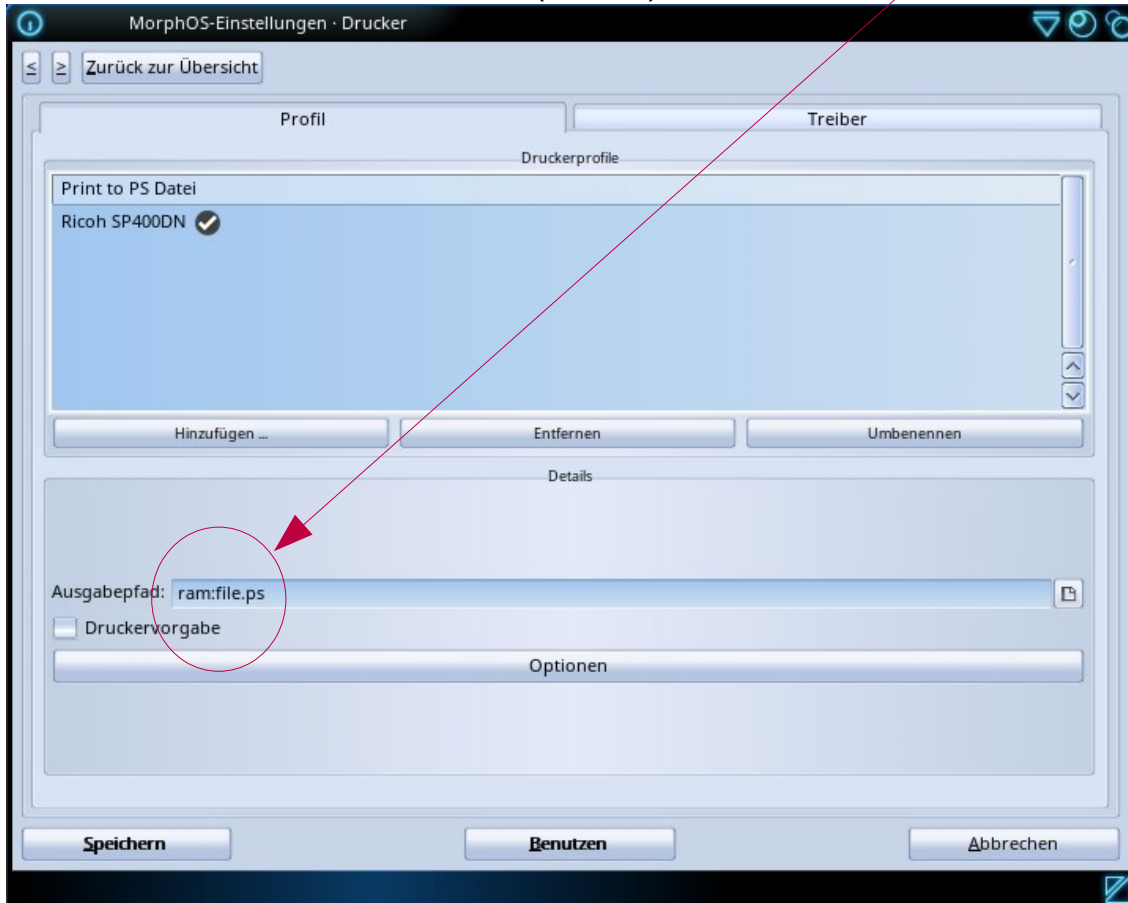 MorphOS-Einstellungen · Drucker
< > Zurück zur Übersicht
Profil Treiber
Druckerprofile
Print to PS Datei
Ricoh SP400DN
Hinzufügen ... Entfernen Umbenennen
Details
Ausgabepfad: ram:file.ps
Druckervorgabe
Optionen
Speichern Benutzen Abbrechen